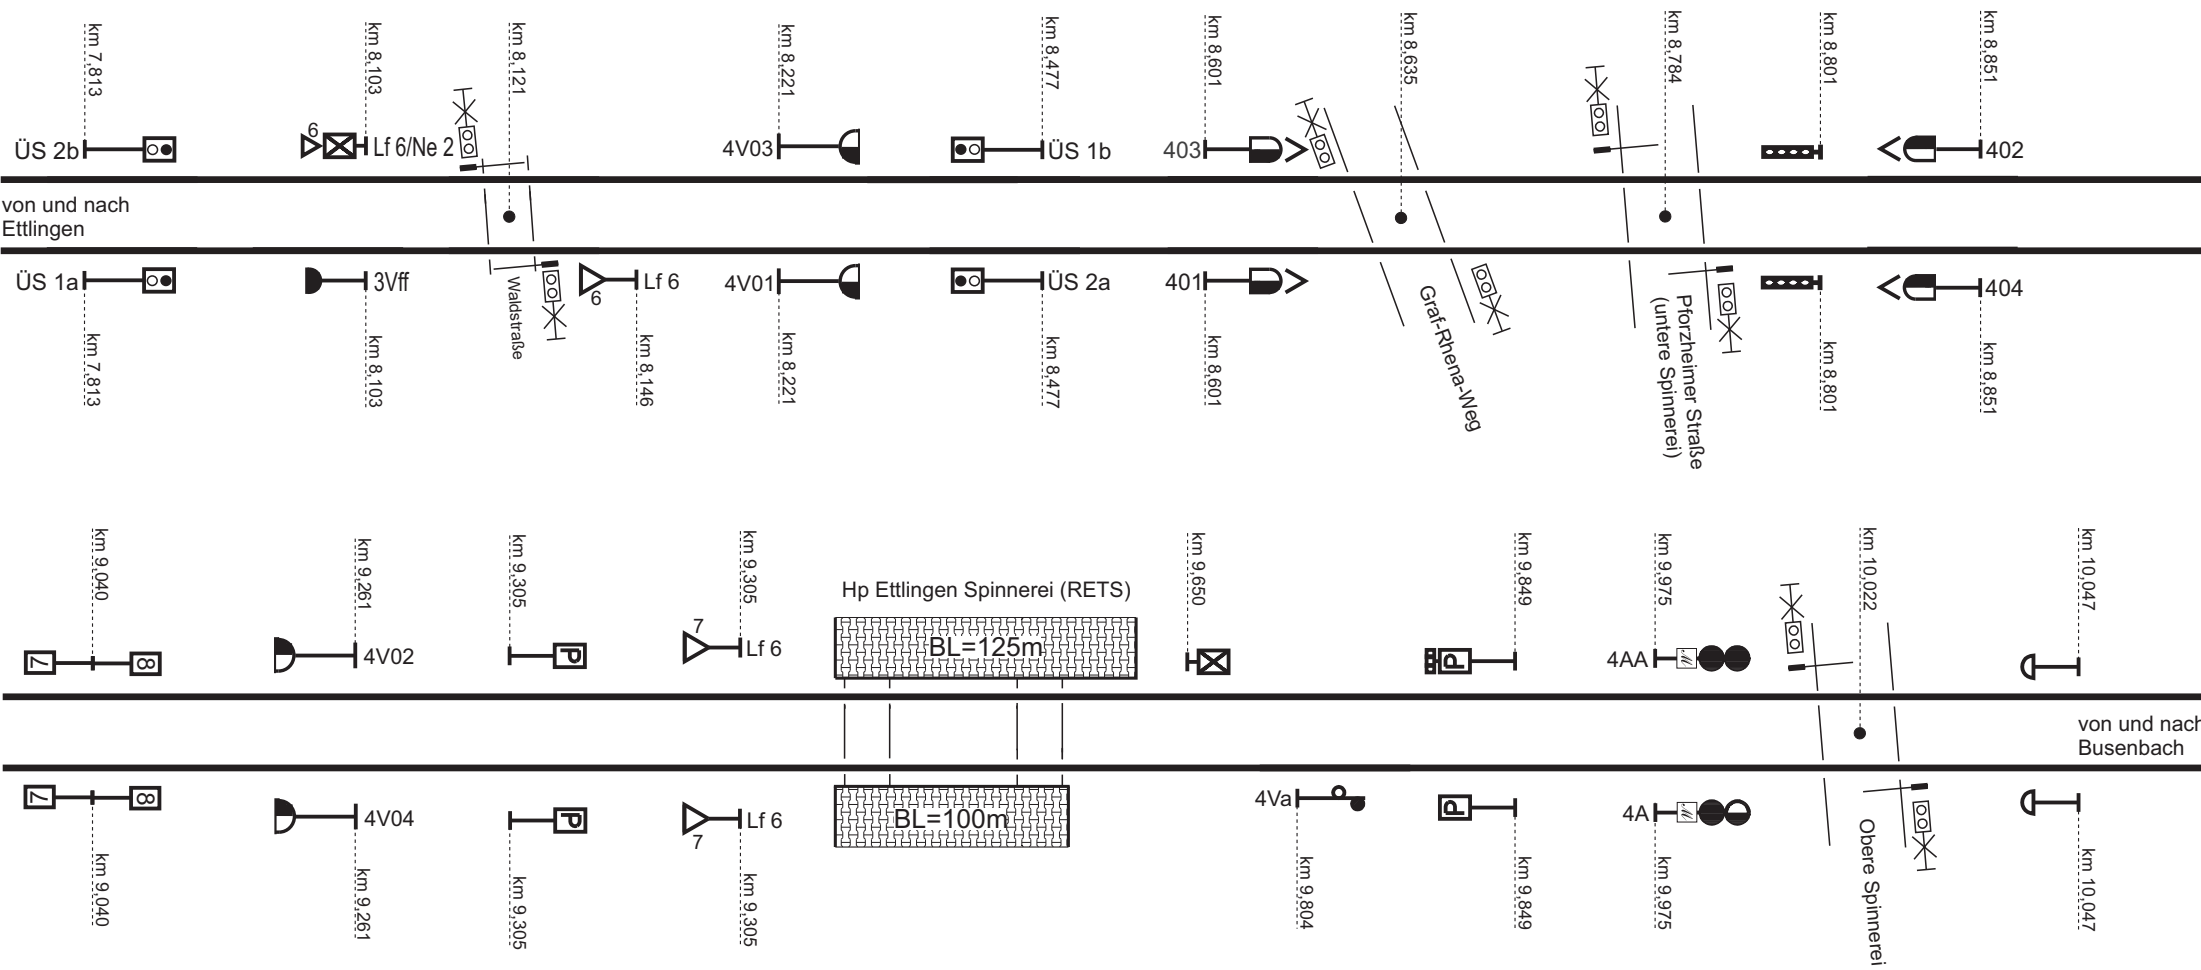 km 7,813
km 8,103
km 8,121
km 8,221
km 8,477
km 8,601
km 8,635
km 8,784
km 8,801
km 8,851
ÜS 2b
6
Lf 6/Ne 2
4V03
ÜS 1b
403
402
von und nach
Ettlingen
ÜS 1a
3Vff
Waldstraße
6
Lf 6
4V01
ÜS 2a
401
Graf-Rhena-Weg
Pforzheimer Straße
(untere Spinnerei)
404
km 7,813
km 8,103
km 8,146
km 8,221
km 8,477
km 8,601
km 8,801
km 8,851
km 9,040
km 9,261
km 9,305
km 9,305
Hp Ettlingen Spinnerei (RETS)
km 9,650
km 9,849
km 9,975
km 10,022
km 10,047
7
8
4V02
P
7
Lf 6
BL=125m
P
4AA
M
von und nach
Busenbach
7
8
4V04
P
7
Lf 6
BL=100m
4Va
P
4A
M
Obere Spinnerei
km 9,040
km 9,261
km 9,305
km 9,305
km 9,804
km 9,849
km 9,975
km 10,047